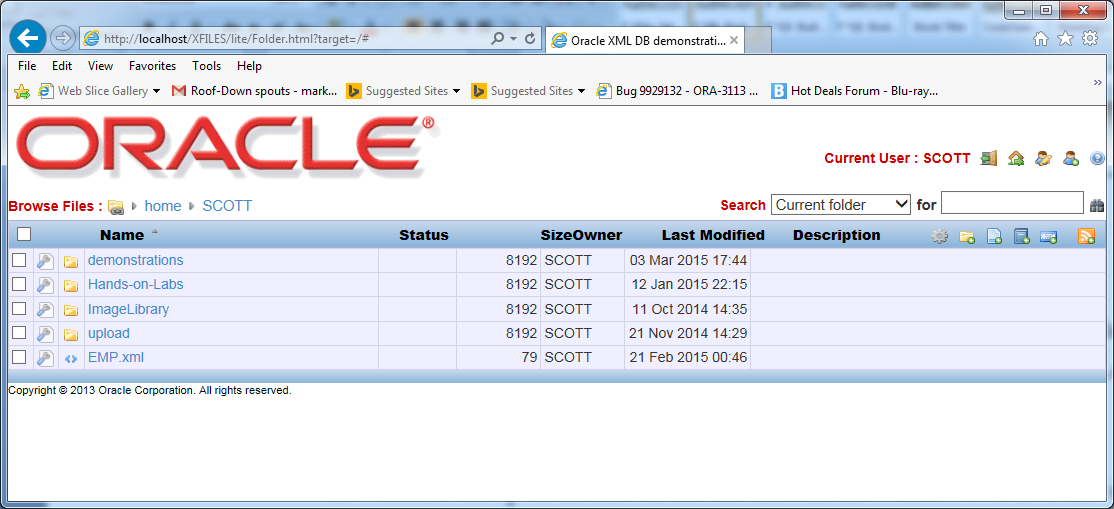 http://localhost/XFILES/lite/Folder.html?target=/#
Oracle XML DB demonstrati...
File Edit View Favorites Tools Help
Web Slice Gallery Roof-Down spouts - mark... Suggested Sites Suggested Sites Bug 9929132 - ORA-3113 ... Hot Deals Forum - Blu-ray...
ORACLE®
Current User : SCOTT
Browse Files : home SCOTT
Search Current folder for
Name Status SizeOwner Last Modified Description
demonstrations 8192 SCOTT 03 Mar 2015 17:44
Hands-on-Labs 8192 SCOTT 12 Jan 2015 22:15
ImageLibrary 8192 SCOTT 11 Oct 2014 14:35
upload 8192 SCOTT 21 Nov 2014 14:29
EMP.xml 79 SCOTT 21 Feb 2015 00:46
Copyright © 2013 Oracle Corporation. All rights reserved.